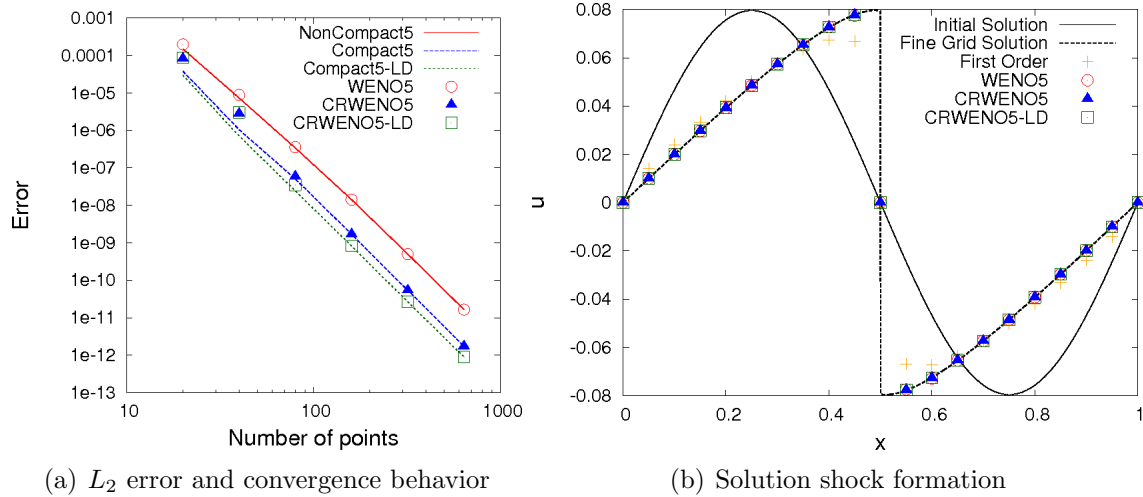 0.001
0.0001
1e-05
1e-06
1e-07
1e-08
1e-09
1e-10
1e-11
1e-12
1e-13
Error
10
100
1000
Number of points
NonCompact5
Compact5
Compact5-LD
WENO5
CRWENO5
CRWENO5-LD
(a) L2 error and convergence behavior
0.08
0.06
0.04
0.02
0
-0.02
-0.04
-0.06
-0.08
u
0
0.2
0.4
0.6
0.8
1
x
Initial Solution
Fine Grid Solution
First Order
WENO5
CRWENO5
CRWENO5-LD
(b) Solution shock formation